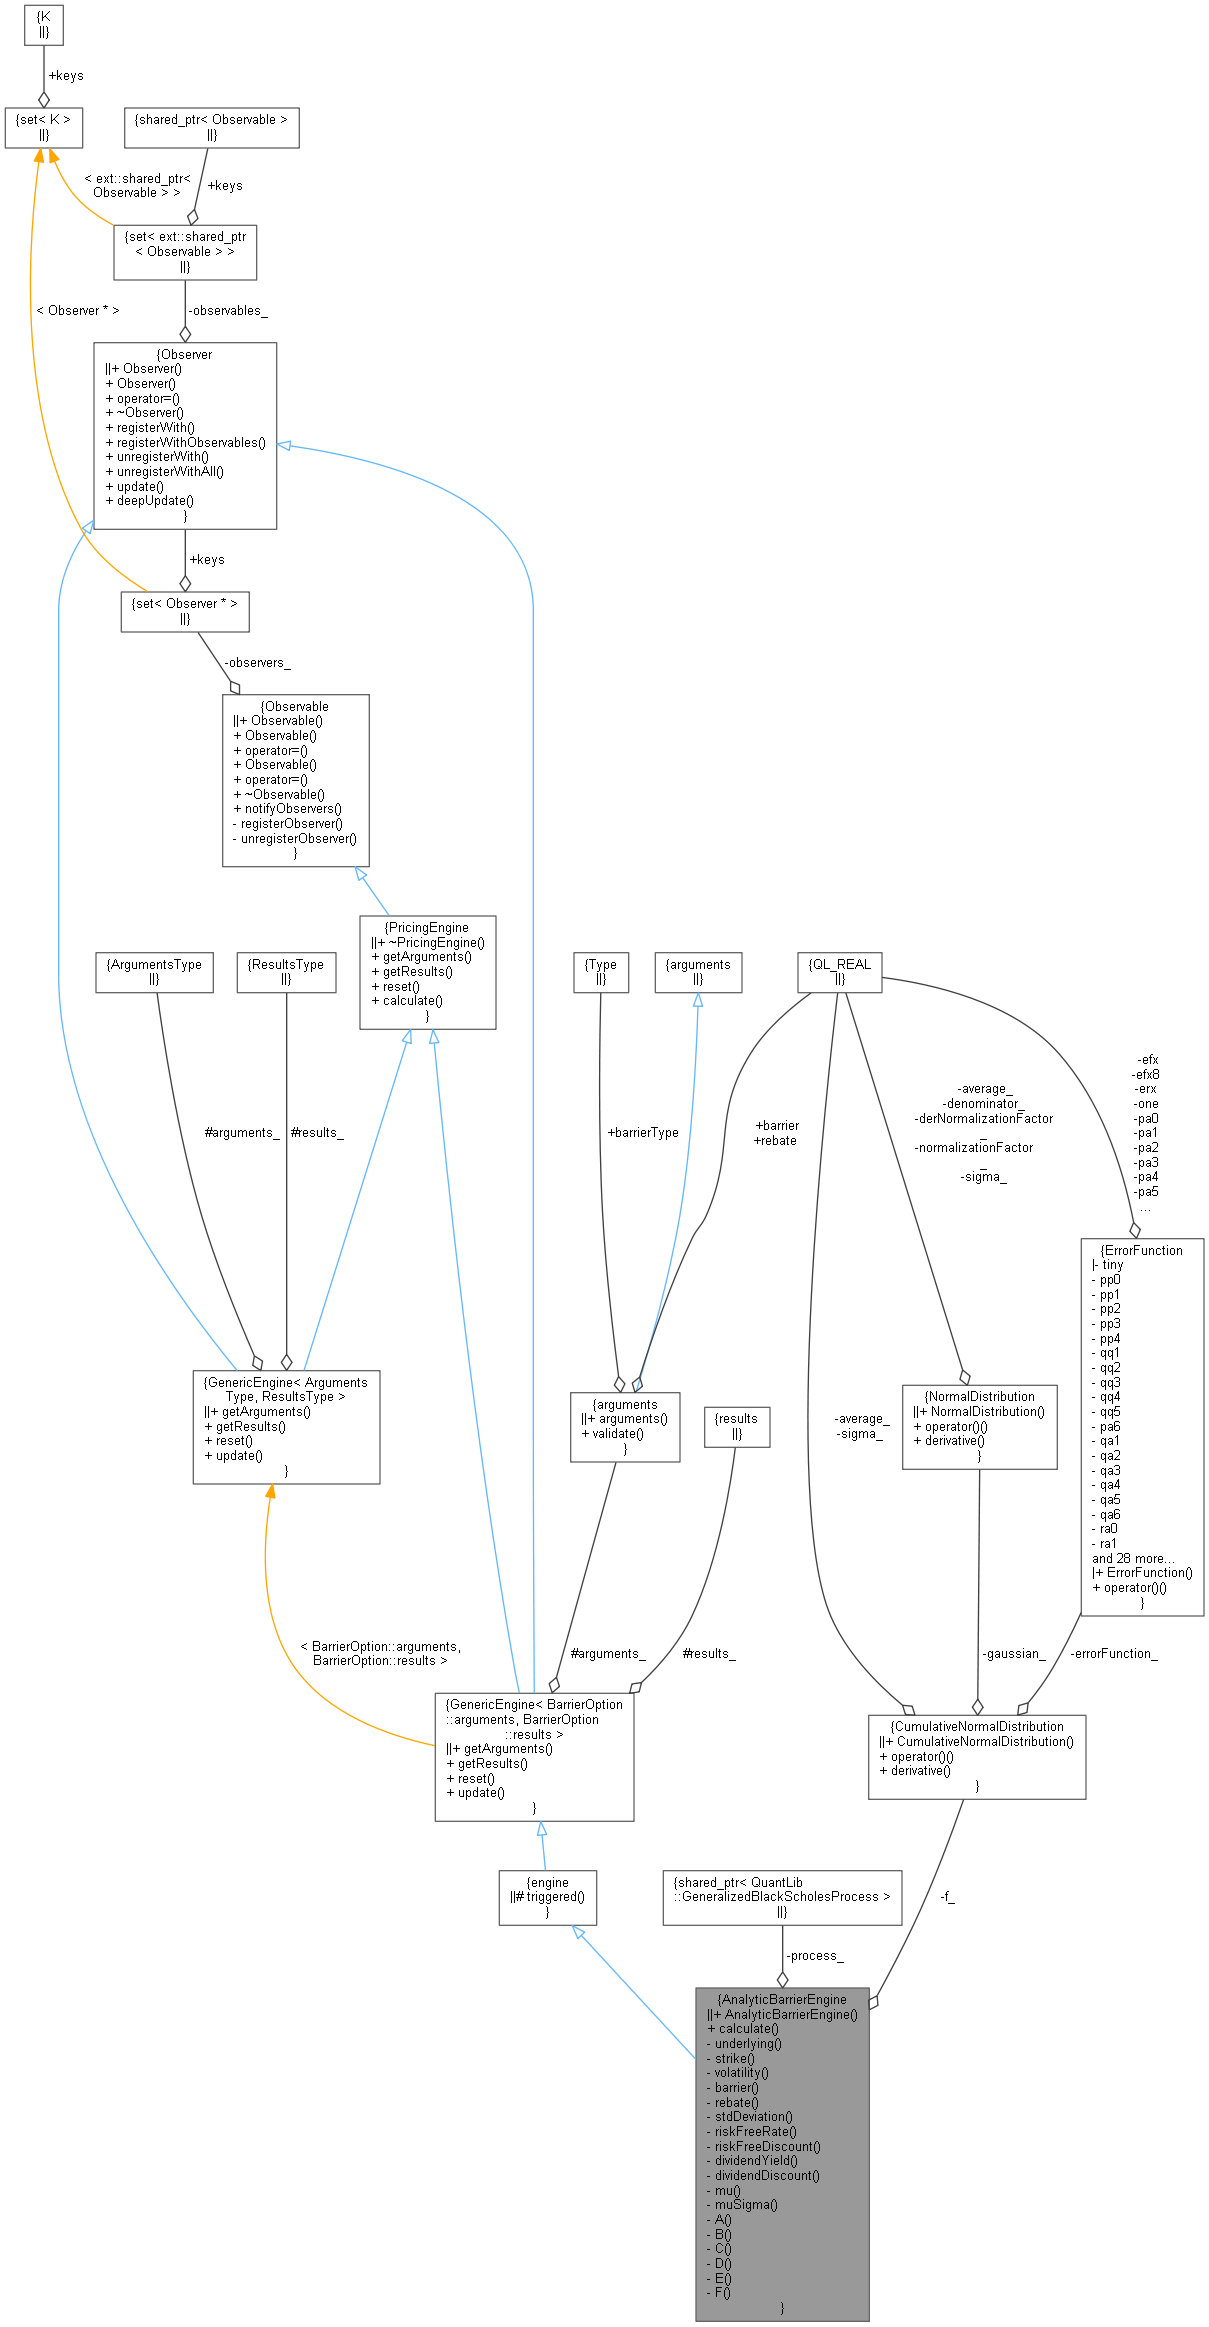 {K
||}
+keys
{set< K >
||}
{shared_ptr< Observable >
||}
< ext::shared_ptr<
Observable > >
+keys
{set< ext::shared_ptr
< Observable > >
||}
< Observer * >
-observables_
{Observer
||+ Observer()
+ Observer()
+ operator=()
+ ~Observer()
+ registerWith()
+ registerWithObservables()
+ unregisterWith()
+ unregisterWithAll()
+ update()
+ deepUpdate()
}
+keys
{set< Observer * >
||}
-observers_
{Observable
||+ Observable()
+ Observable()
+ operator=()
+ Observable()
+ operator=()
+ ~Observable()
+ notifyObservers()
- registerObserver()
- unregisterObserver()
}
{PricingEngine
||+ ~PricingEngine()
+ getArguments()
+ getResults()
+ reset()
+ calculate()
}
{ArgumentsType
||}
{ResultsType
||}
{Type
||}
{arguments
||}
{QL_REAL
||}
#arguments_
#results_
+barrierType
+barrier
+rebate
-average_
-denominator_
-derNormalizationFactor
_
-normalizationFactor
_
-sigma_
-efx
-efx8
-erx
-one
-pa0
-pa1
-pa2
-pa3
-pa4
-pa5
...
{ErrorFunction
|- tiny
- pp0
- pp1
- pp2
- pp3
- pp4
- qq1
- qq2
- qq3
- qq4
- qq5
- pa6
- qa1
- qa2
- qa3
- qa4
- qa5
- qa6
- ra0
- ra1
and 28 more...
|+ ErrorFunction()
+ operator()()
}
{GenericEngine< Arguments
Type, ResultsType >
||+ getArguments()
+ getResults()
+ reset()
+ update()
}
{arguments
||+ arguments()
+ validate()
}
{results
||}
-average_
-sigma_
{NormalDistribution
||+ NormalDistribution()
+ operator()()
+ derivative()
}
< BarrierOption::arguments,
BarrierOption::results >
#arguments_
#results_
-gaussian_
-errorFunction_
{GenericEngine< BarrierOption
::arguments, BarrierOption
::results >
||+ getArguments()
+ getResults()
+ reset()
+ update()
}
{CumulativeNormalDistribution
||+ CumulativeNormalDistribution()
+ operator()()
+ derivative()
}
{engine
||# triggered()
}
{shared_ptr< QuantLib
::GeneralizedBlackScholesProcess >
||}
-f_
-process_
{AnalyticBarrierEngine
||+ AnalyticBarrierEngine()
+ calculate()
- underlying()
- strike()
- volatility()
- barrier()
- rebate()
- stdDeviation()
- riskFreeRate()
- riskFreeDiscount()
- dividendYield()
- dividendDiscount()
- mu()
- muSigma()
- A()
- B()
- C()
- D()
- E()
- F()
}